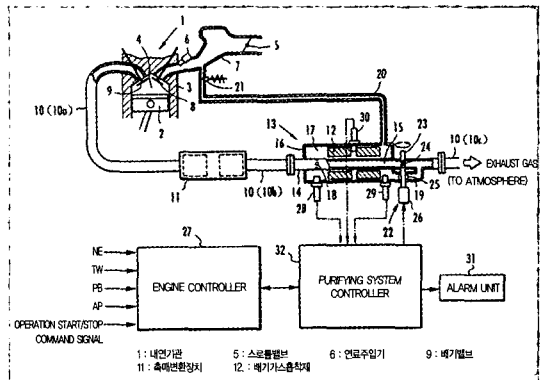 1
4
6
5
7
3
9
8
21
2
20
10 (10a)
30
13
12
17
15
23
16
24
10 (10c)
EXHAUST GAS
(TO ATMOSPHERE)
11
10 (10b)
14
18
28
29
19
25
22
26
27
32
31
NE
TW
PB
AP
OPERATION START/STOP
COMMAND SIGNAL
ENGINE CONTROLLER
PURIFYING SYSTEM
CONTROLLER
ALARM UNIT
1 : 내연기관 5 : 스로틀밸브 6 : 연료주입기 9 : 배기밸브
11 : 촉매변환장치 12 : 배기가스흡착재